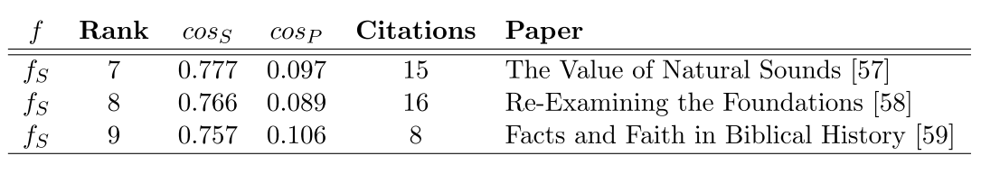 f Rank cos_S cos_P Citations Paper
f_S 7 0.777 0.097 15 The Value of Natural Sounds [57]
f_S 8 0.766 0.089 16 Re-Examining the Foundations [58]
f_S 9 0.757 0.106 8 Facts and Faith in Biblical History [59]